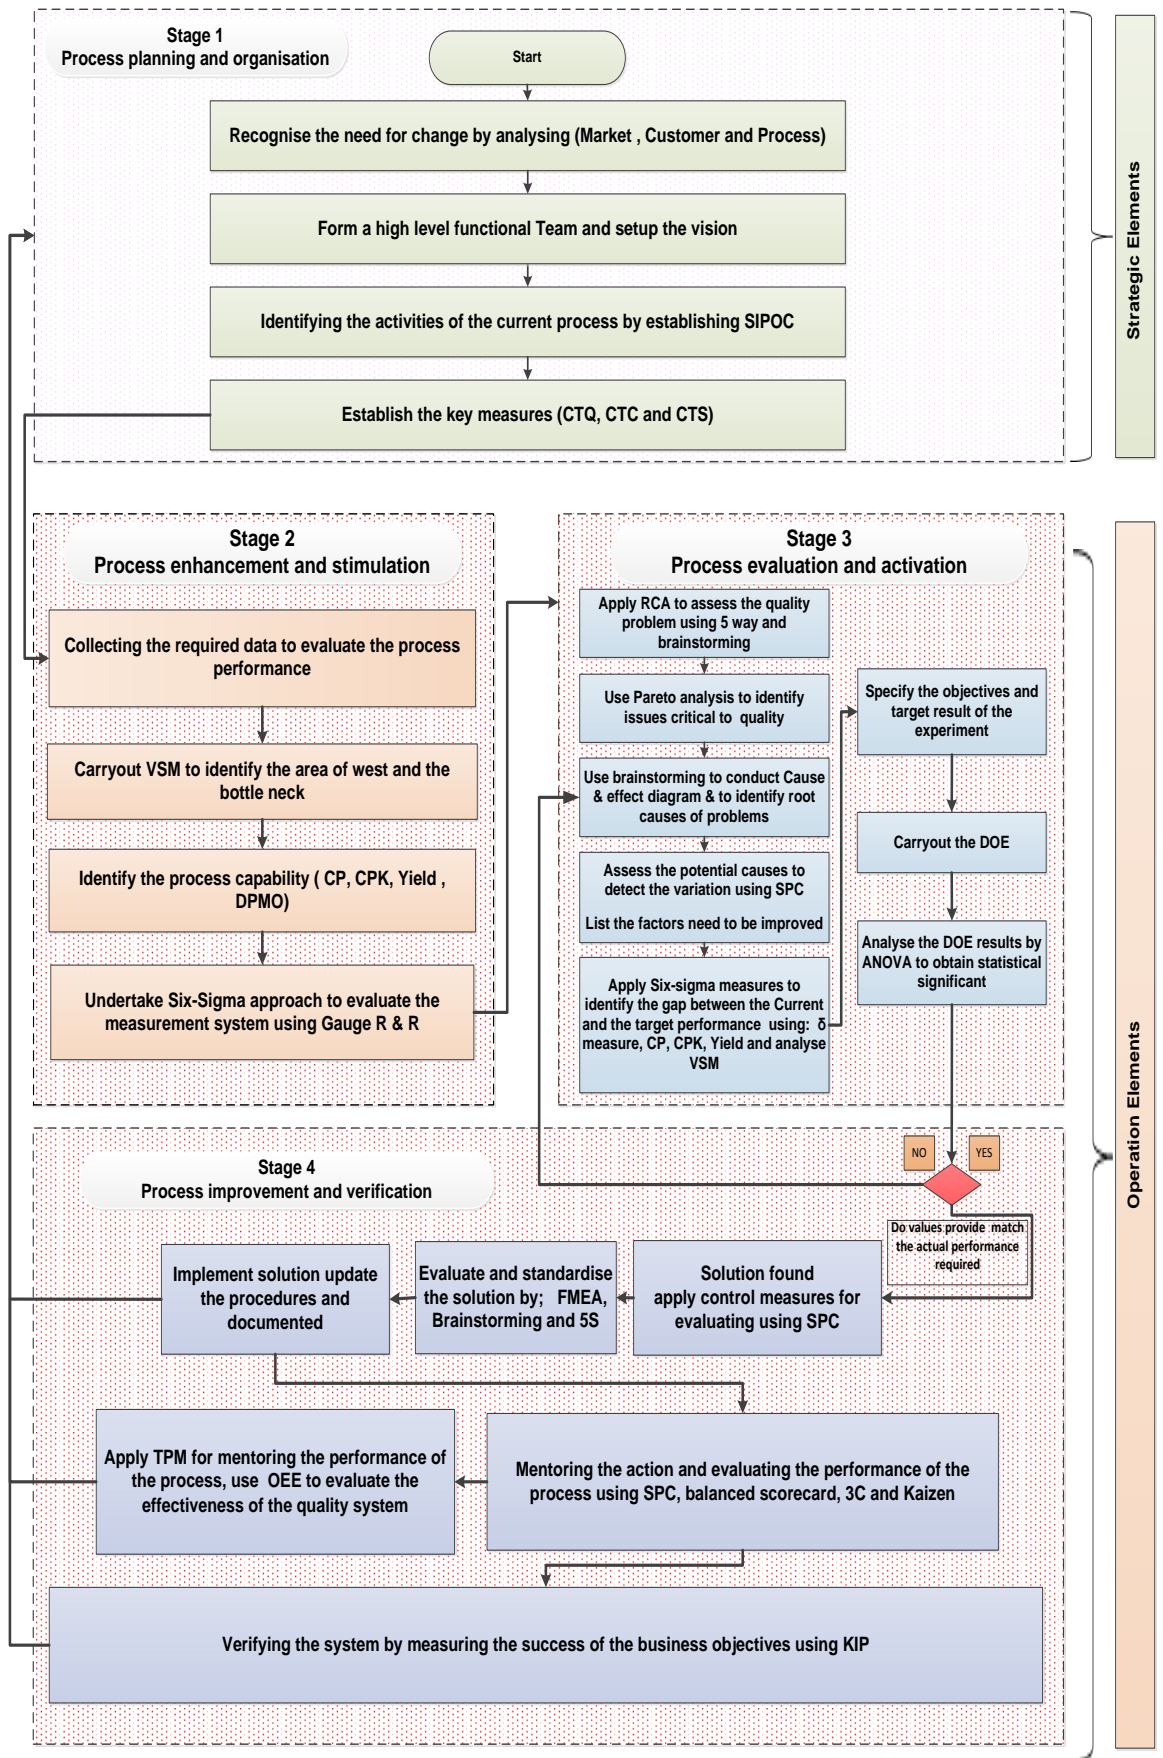 Stage 1
Process planning and organisation
Start
Recognise the need for change by analysing (Market , Customer and Process)
Form a high level functional Team and setup the vision
Identifying the activities of the current process by establishing SIPOC
Establish the key measures (CTQ, CTC and CTS)
Strategic Elements
Stage 2
Process enhancement and stimulation
Collecting the required data to evaluate the process
performance
Carryout VSM to identify the area of west and the
bottle neck
Identify the process capability ( CP, CPK, Yield ,
DPMO)
Undertake Six-Sigma approach to evaluate the
measurement system using Gauge R & R
Stage 3
Process evaluation and activation
Apply RCA to assess the quality
problem using 5 way and
brainstorming
Use Pareto analysis to identify
issues critical to quality
Use brainstorming to conduct Cause
& effect diagram & to identify root
causes of problems
Assess the potential causes to
detect the variation using SPC
List the factors need to be improved
Apply Six-sigma measures to
identify the gap between the Current
and the target performance using: δ
measure, CP, CPK, Yield and analyse
VSM
Specify the objectives and
target result of the
experiment
Carryout the DOE
Analyse the DOE results by
ANOVA to obtain statistical
significant
Operation Elements
Stage 4
Process improvement and verification
NO
YES
Do values provide match
the actual performance
required
Solution found
apply control measures for
evaluating using SPC
Evaluate and standardise
the solution by; FMEA,
Brainstorming and 5S
Implement solution update
the procedures and
documented
Apply TPM for mentoring the performance of
the process, use OEE to evaluate the
effectiveness of the quality system
Mentoring the action and evaluating the performance of the
process using SPC, balanced scorecard, 3C and Kaizen
Verifying the system by measuring the success of the business objectives using KIP